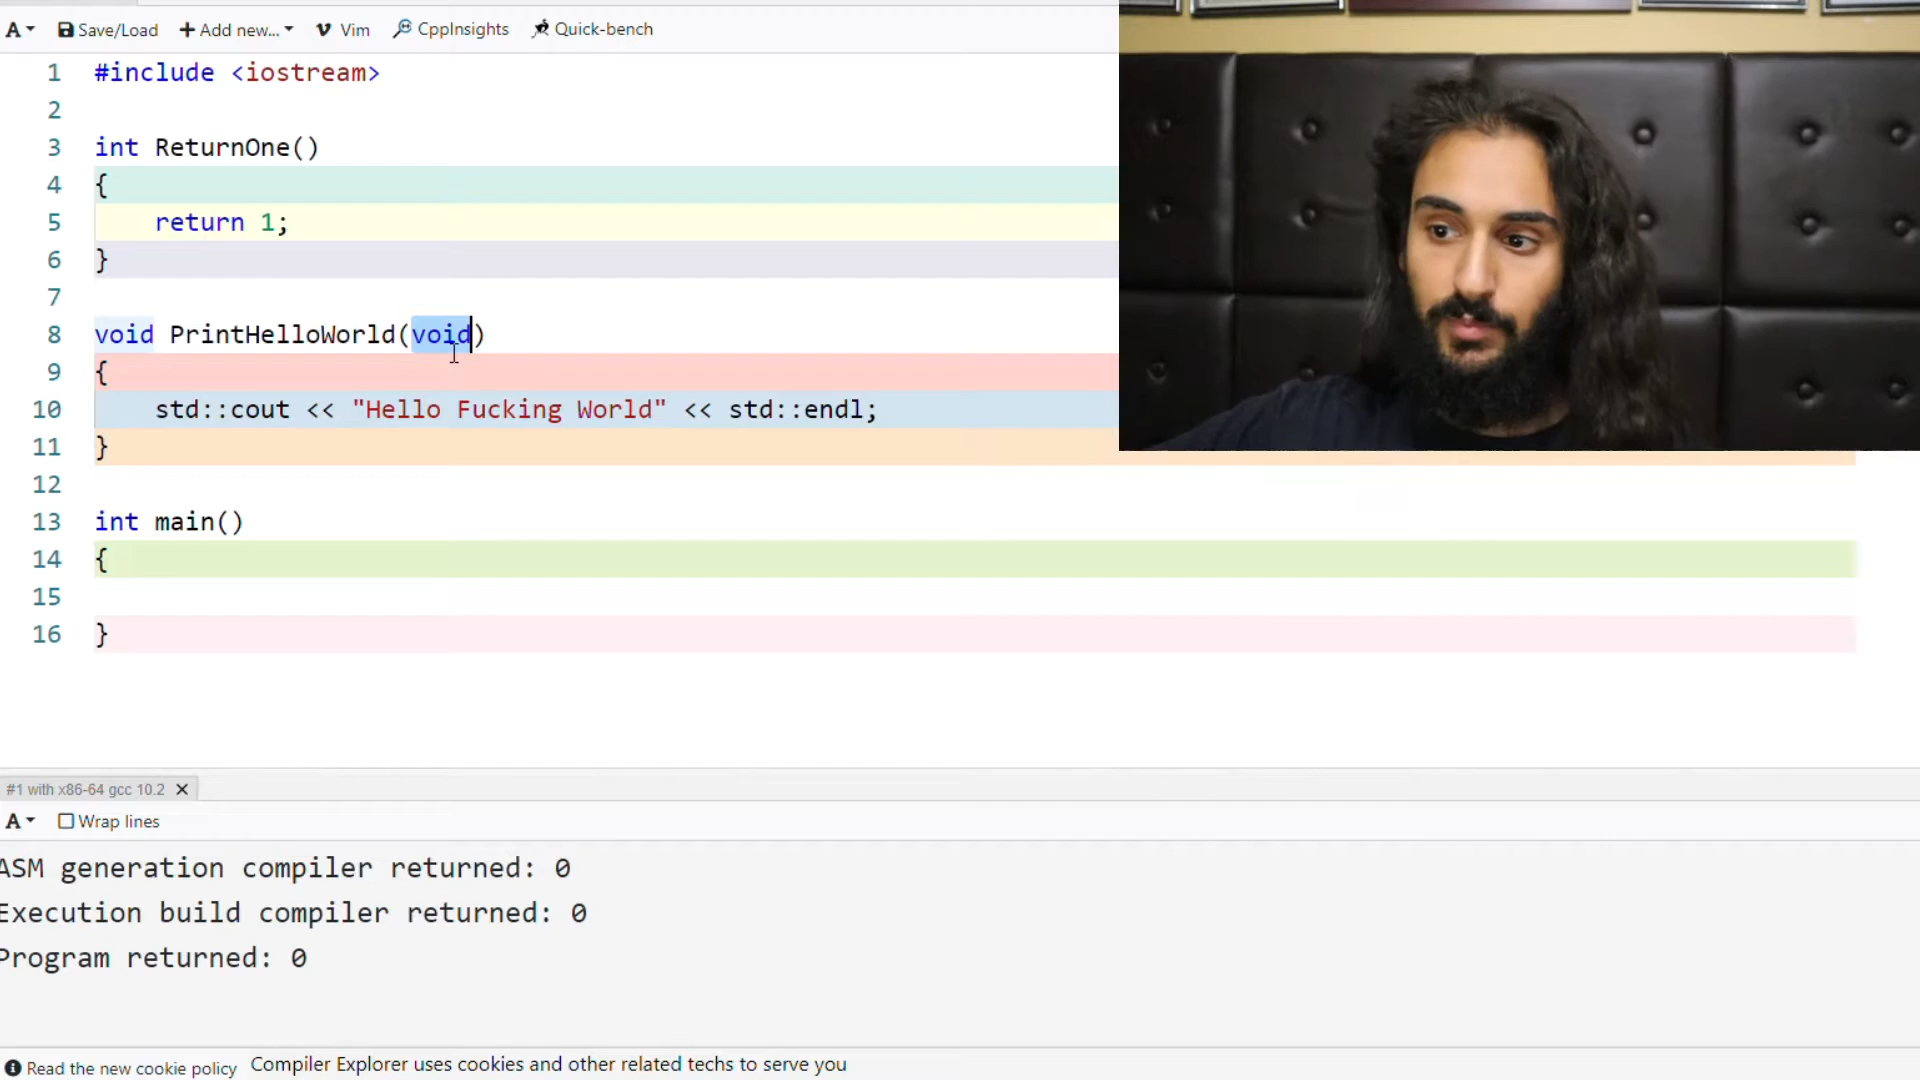 A Save/Load Add new... Vim CppInsights Quick-bench
1 #include <iostream>
2
3 int ReturnOne()
4 {
5 return 1;
6 }
7
8 void PrintHelloWorld(void)
9 {
10 std::cout << "Hello Fucking World" << std::endl;
11 }
12
13 int main()
14 {
15
16 }
#1 with x86-64 gcc 10.2
A Wrap lines
ASM generation compiler returned: 0
Execution build compiler returned: 0
Program returned: 0
Read the new cookie policy Compiler Explorer uses cookies and other related techs to serve you